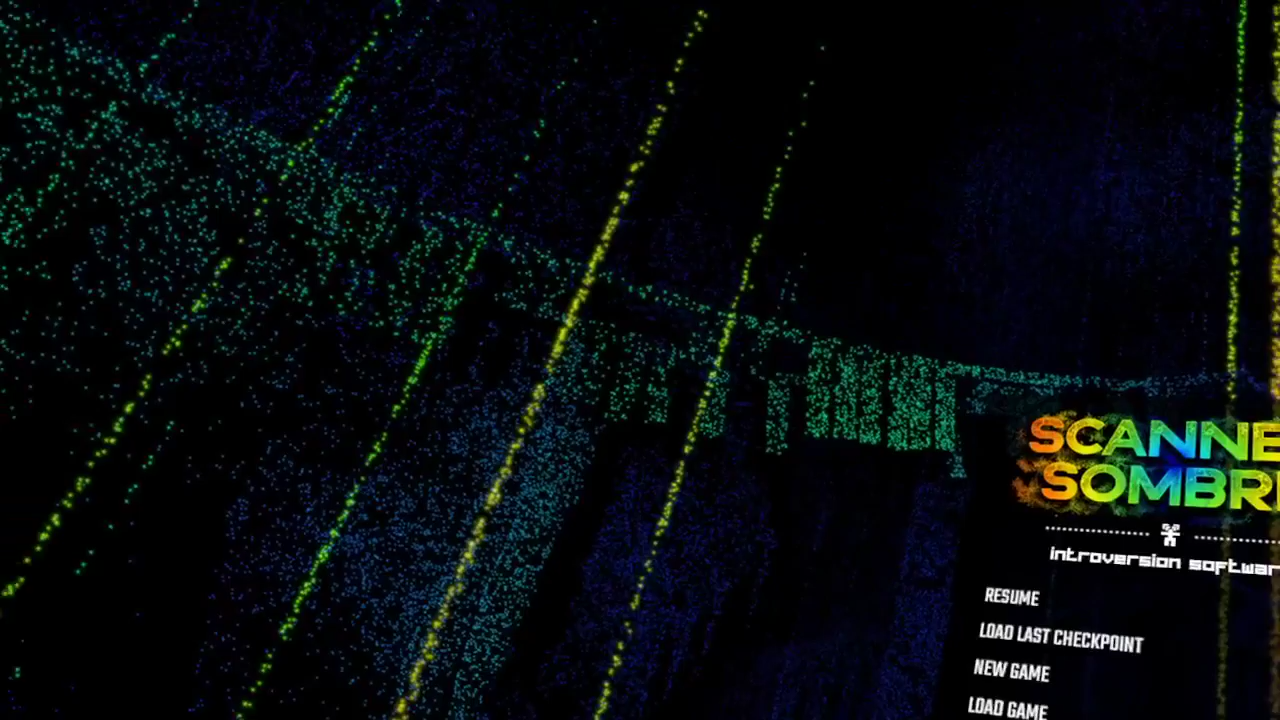 SCANNE
SOMBR
introversion softwar
RESUME
LOAD LAST CHECKPOINT
NEW GAME
LOAD GAME